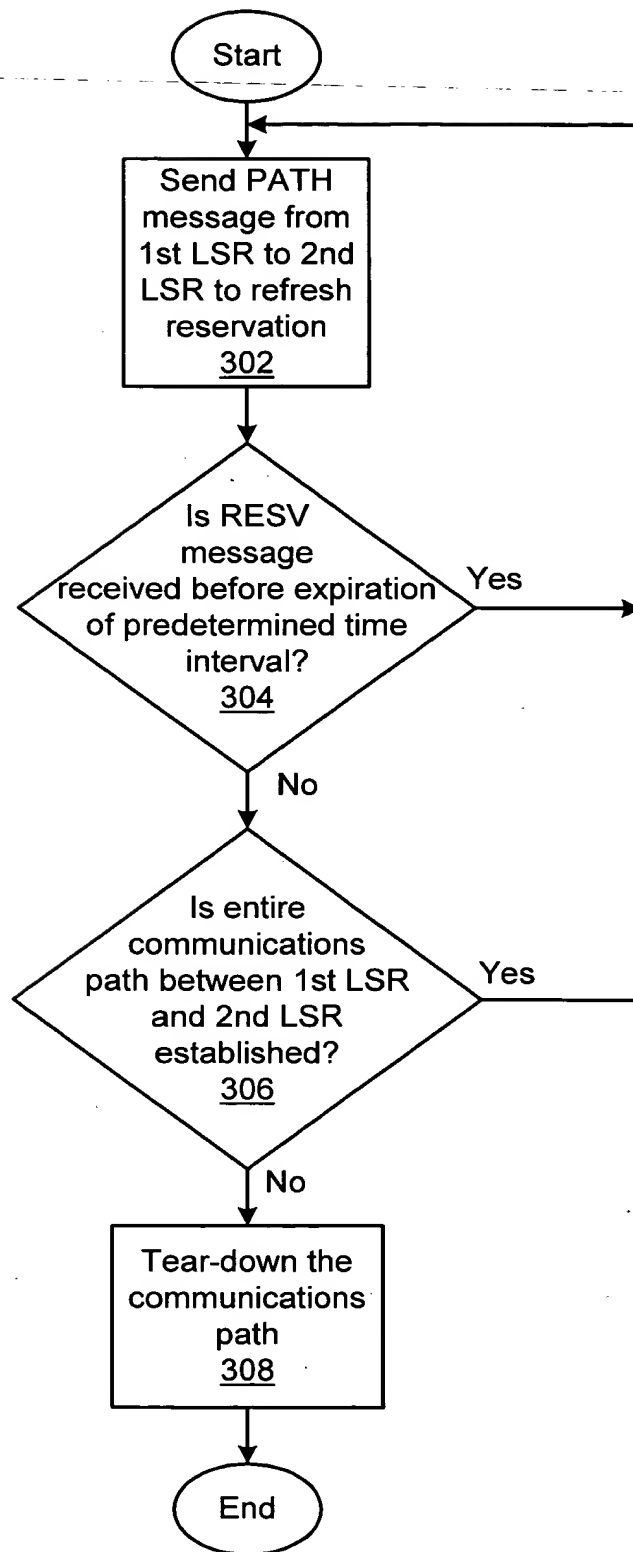 Start
Send PATH
message from
1st LSR to 2nd
LSR to refresh
reservation
302
Is RESV
message
received before expiration
of predetermined time
interval?
304
Yes
No
Is entire
communications
path between 1st LSR
and 2nd LSR
established?
306
Yes
No
Tear-down the
communications
path
308
End